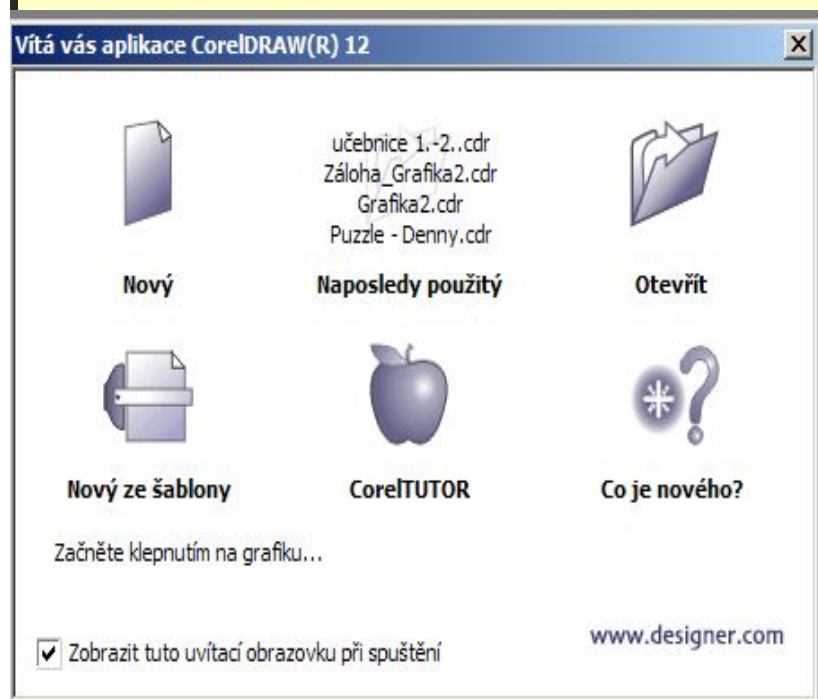 Vítá vás aplikace CorelDRAW(R) 12
učebnice 1.-2..cdr
Záloha_Grafika2.cdr
Grafika2.cdr
Puzzle - Denny.cdr
Nový
Naposledy použitý
Otevřít
Nový ze šablony
CorelTUTOR
Co je nového?
Začněte klepnutím na grafiku...
www.designer.com
Zobrazit tuto uvítací obrazovku při spuštění